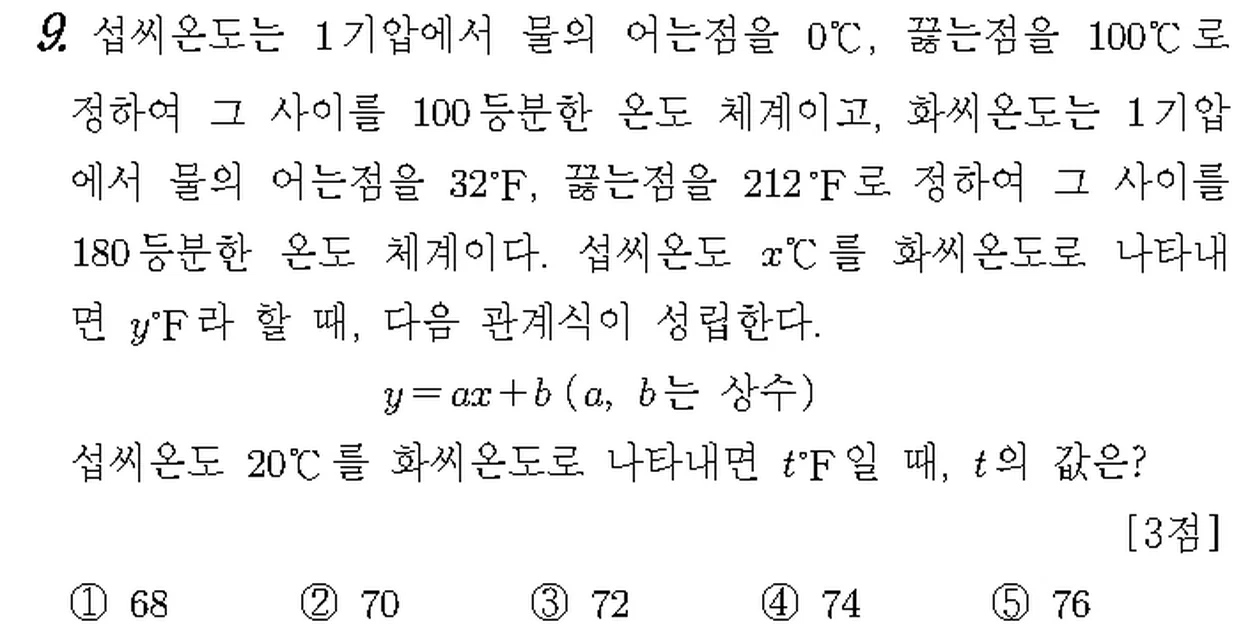 9. 섭씨온도는 1기압에서 물의 어는점을 0℃, 끓는점을 100℃로
정하여 그 사이를 100등분한 온도 체계이고, 화씨온도는 1기압
에서 물의 어는점을 32°F, 끓는점을 212°F로 정하여 그 사이를
180등분한 온도 체계이다. 섭씨온도 x℃를 화씨온도로 나타내
면 y°F라 할 때, 다음 관계식이 성립한다.
y=ax+b (a, b는 상수)
섭씨온도 20℃를 화씨온도로 나타내면 t°F일 때, t의 값은?
[3점]
① 68 ② 70 ③ 72 ④ 74 ⑤ 76